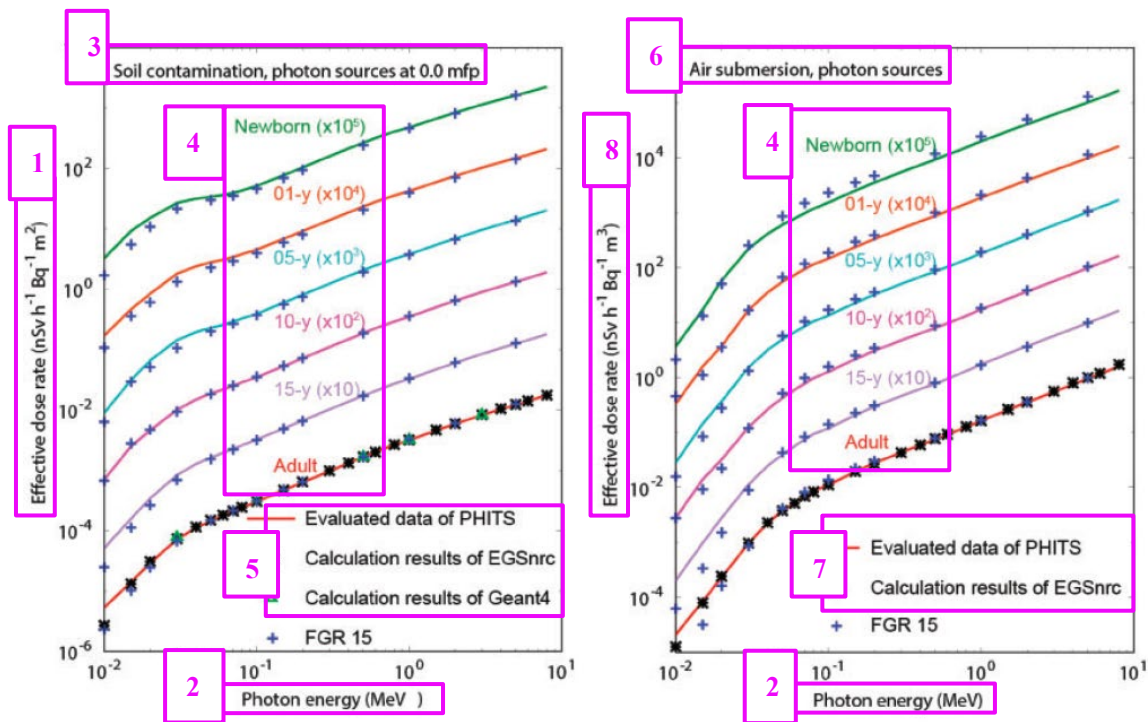 3
Soil contamination, photon sources at 0.0 mfp
1
Effective dose rate (nSv h⁻¹ Bq⁻¹ m²)
10²
10⁰
10⁻²
10⁻⁴
10⁻⁶
4
Newborn (x10⁵)
01-y (x10⁴)
05-y (x10³)
10-y (x10²)
15-y (x10)
Adult
5
Evaluated data of PHITS
Calculation results of EGSnrc
Calculation results of Geant4
FGR 15
10⁻² 10⁻¹ 10⁰ 10¹
2
Photon energy (MeV )
6
Air submersion, photon sources
8
Effective dose rate (nSv h⁻¹ Bq⁻¹ m³)
10⁴
10²
10⁰
10⁻²
10⁻⁴
4
Newborn (x10⁵)
01-y (x10⁴)
05-y (x10³)
10-y (x10²)
15-y (x10)
Adult
7
Evaluated data of PHITS
Calculation results of EGSnrc
FGR 15
10⁻² 10⁻¹ 10⁰ 10¹
2
Photon energy (MeV)